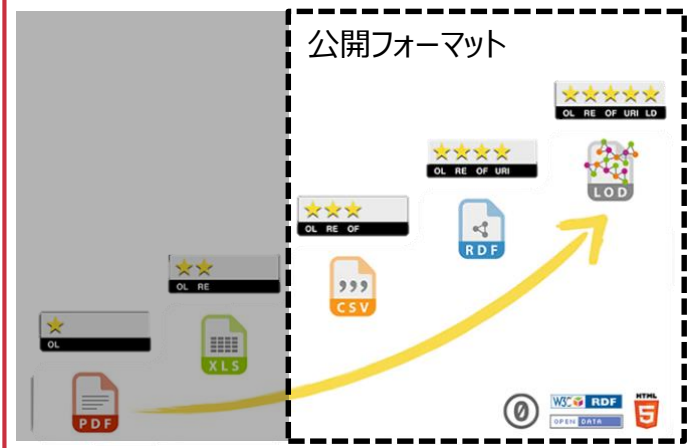 公開フォーマット
OL RE OF URI LD
LOD
OL RE OF URI
RDF
OL RE OF
CSV
OL RE
XLS
OL
PDF
W3C RDF
OPEN DATA
HTML
5
0